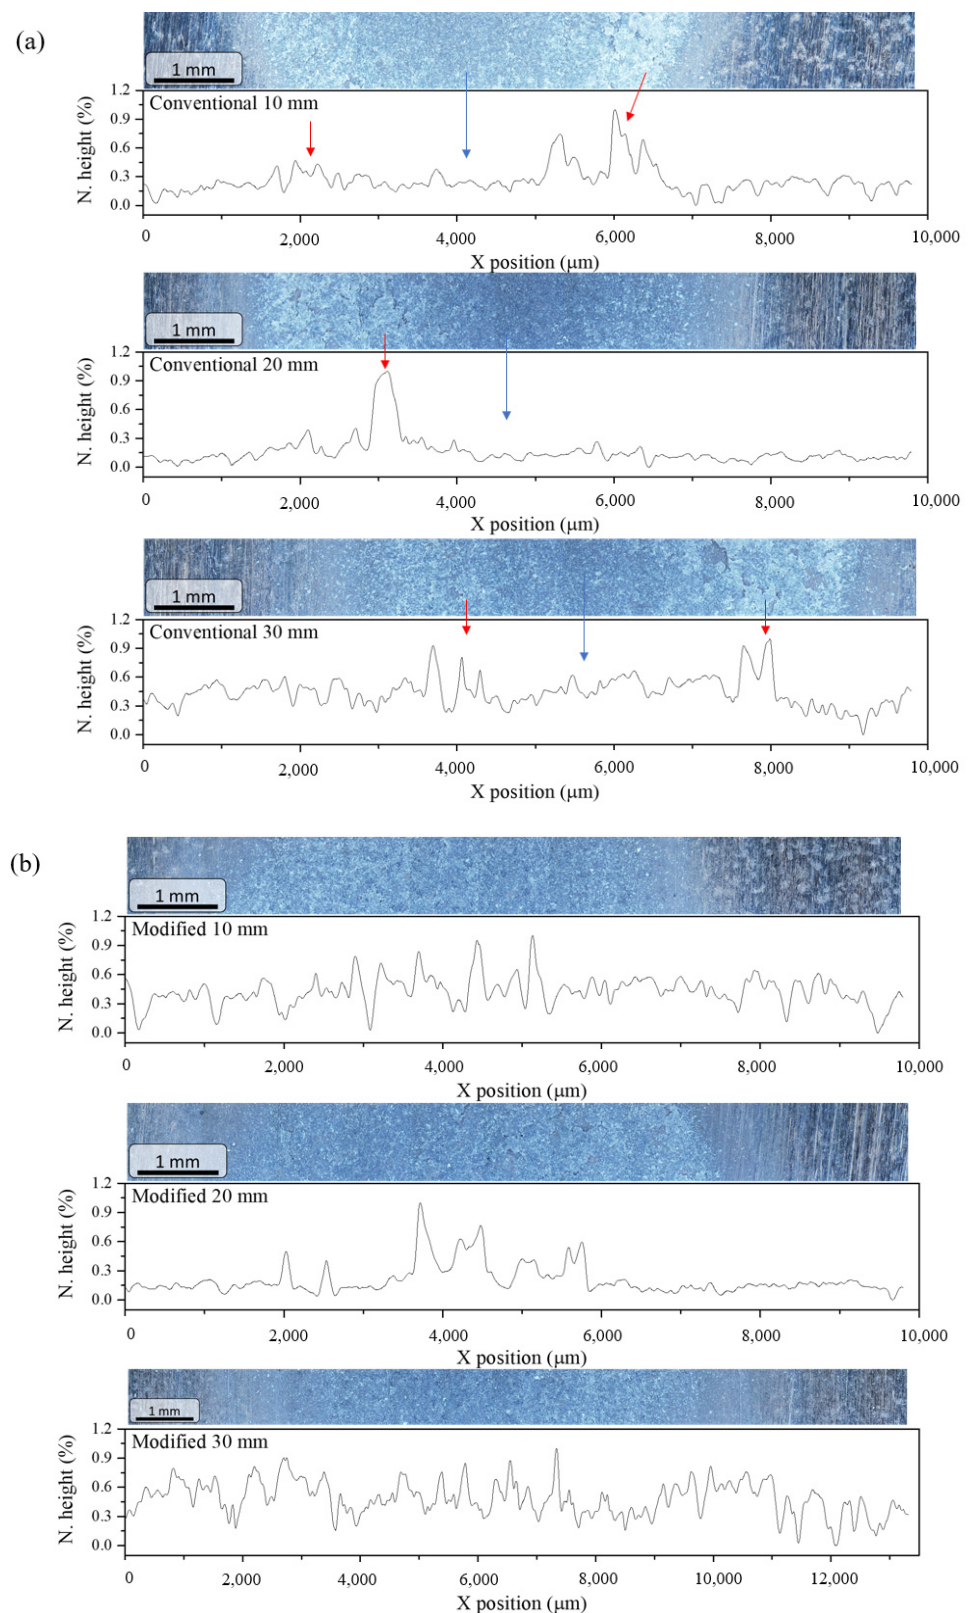 (a)
1 mm
Conventional 10 mm
N. height (%)
1.2
0.9
0.6
0.3
0.0
0 2,000 4,000 6,000 8,000 10,000
X position (μm)
1 mm
Conventional 20 mm
N. height (%)
1.2
0.9
0.6
0.3
0.0
0 2,000 4,000 6,000 8,000 10,000
X position (μm)
1 mm
Conventional 30 mm
N. height (%)
1.2
0.9
0.6
0.3
0.0
0 2,000 4,000 6,000 8,000 10,000
X position (μm)
(b)
1 mm
Modified 10 mm
N. height (%)
1.2
0.9
0.6
0.3
0.0
0 2,000 4,000 6,000 8,000 10,000
X position (μm)
1 mm
Modified 20 mm
N. height (%)
1.2
0.9
0.6
0.3
0.0
0 2,000 4,000 6,000 8,000 10,000
X position (μm)
1 mm
Modified 30 mm
N. height (%)
1.2
0.9
0.6
0.3
0.0
0 2,000 4,000 6,000 8,000 10,000 12,000
X position (μm)